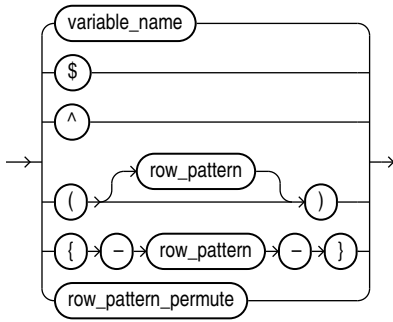 variable_name
$
^
row_pattern
( )
{ – row_pattern – }
row_pattern_permute